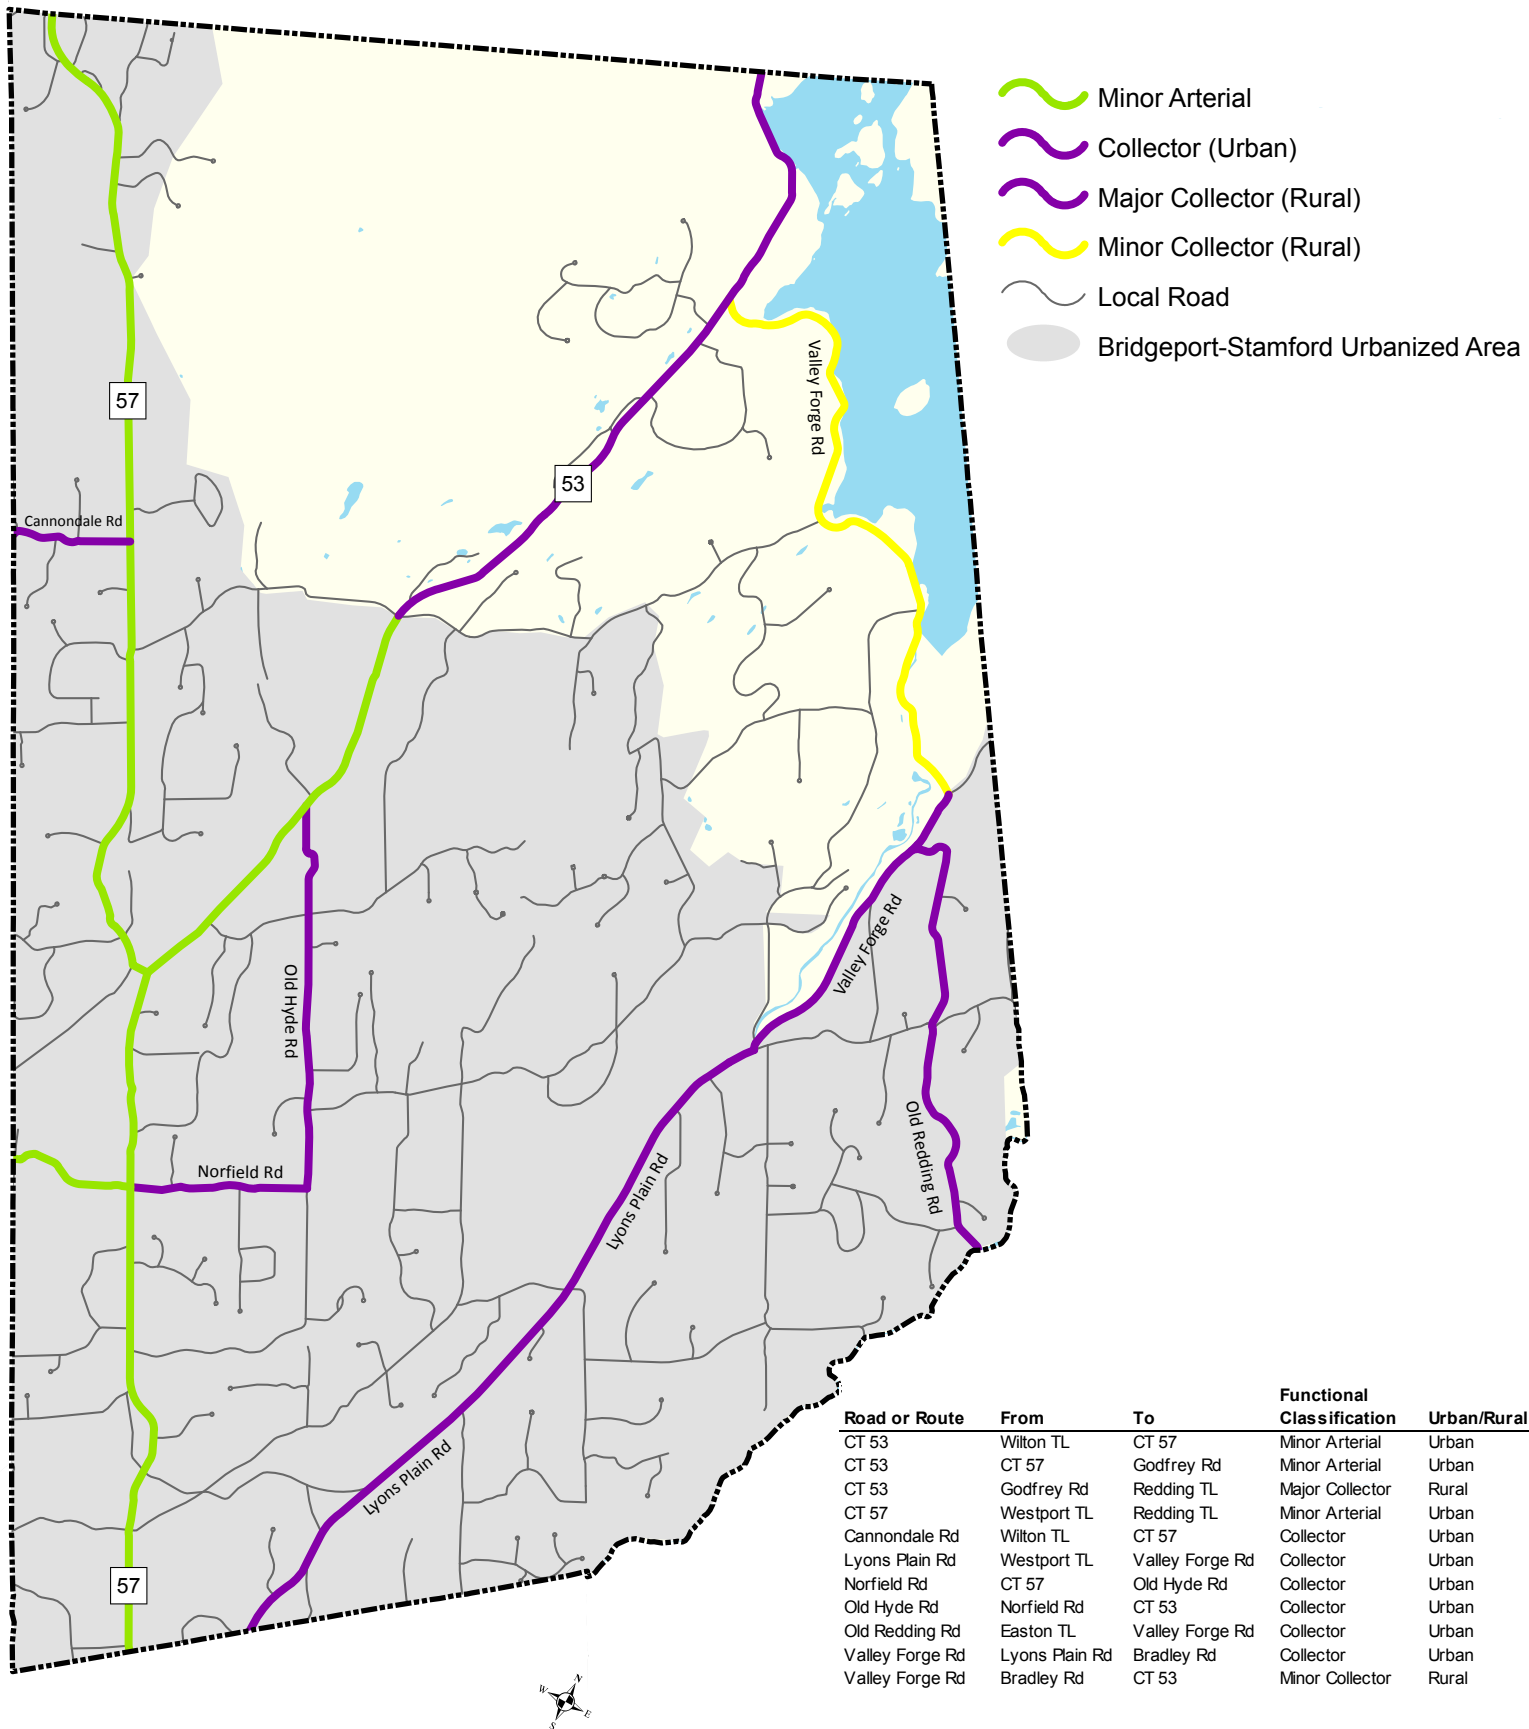 Minor Arterial
Collector (Urban)
Major Collector (Rural)
Minor Collector (Rural)
Local Road
Bridgeport-Stamford Urbanized Area
Valley Forge Rd
57
53
Cannondale Rd
Valley Forge Rd
Old Hyde Rd
Old Redding Rd
Norfield Rd
Lyons Plain Rd
Lyons Plain Rd
57
Road or Route From To Functional Classification Urban/Rural
CT 53 Wilton TL CT 57 Minor Arterial Urban
CT 53 CT 57 Godfrey Rd Minor Arterial Urban
CT 53 Godfrey Rd Redding TL Major Collector Rural
CT 57 Westport TL Redding TL Minor Arterial Urban
Cannondale Rd Wilton TL CT 57 Collector Urban
Lyons Plain Rd Westport TL Valley Forge Rd Collector Urban
Norfield Rd CT 57 Old Hyde Rd Collector Urban
Old Hyde Rd Norfield Rd CT 53 Collector Urban
Old Redding Rd Easton TL Valley Forge Rd Collector Urban
Valley Forge Rd Lyons Plain Rd Bradley Rd Collector Urban
Valley Forge Rd Bradley Rd CT 53 Minor Collector Rural
N
W
E
S